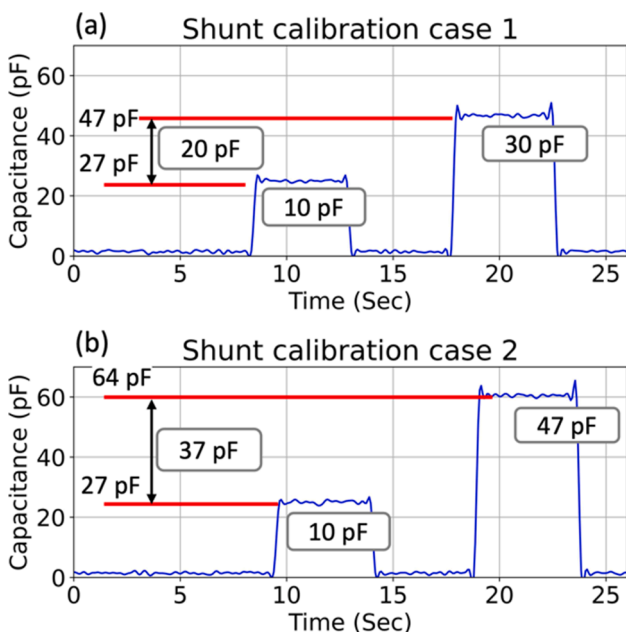 (a) Shunt calibration case 1
Capacitance (pF)
60
47 pF
40
20 pF
30 pF
27 pF
20
10 pF
0
0 5 10 15 20 25
Time (Sec)
(b) Shunt calibration case 2
64 pF
Capacitance (pF)
60
47 pF
40
37 pF
27 pF
20
10 pF
0
0 5 10 15 20 25
Time (Sec)